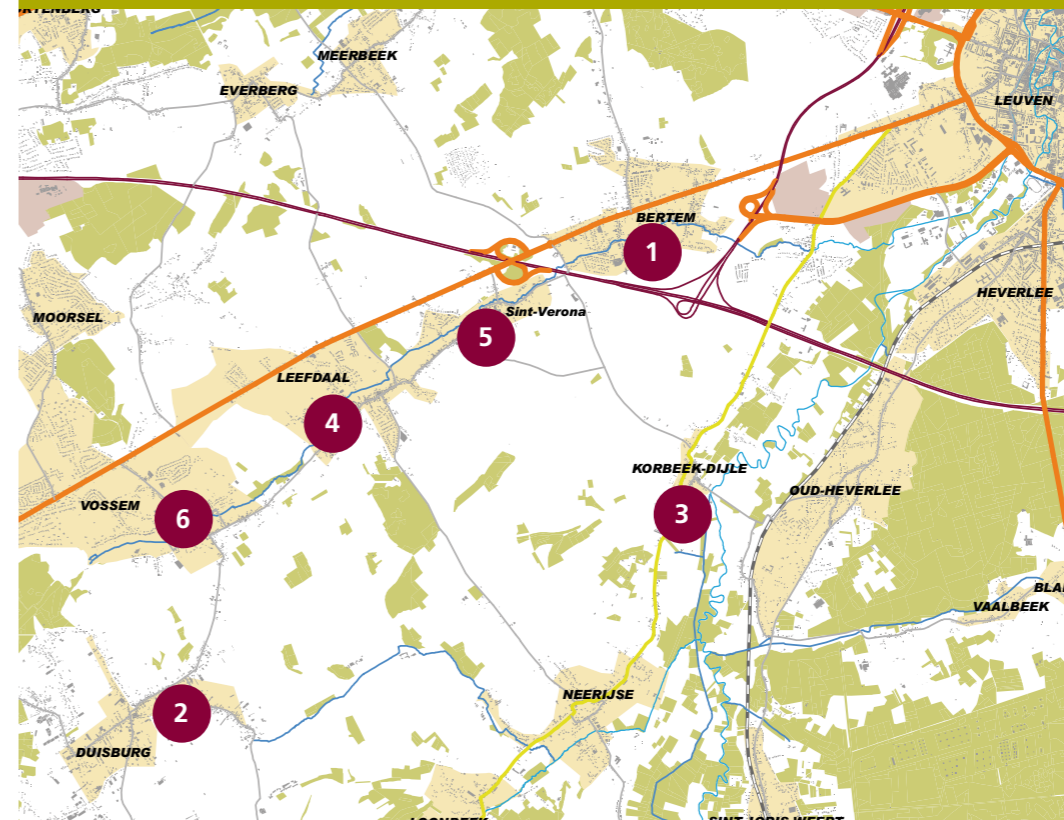 MEERBEEK
EVERBERG
LEUVEN
BERTEM
1
HEVERLEE
Sint-Verona
MOORSEL
5
LEEFDAAL
4
KORBEEK-DIJLE
OUD-HEVERLEE
VOSSEM
6
3
VAALBEEK
NEERIJSE
2
DUISBURG